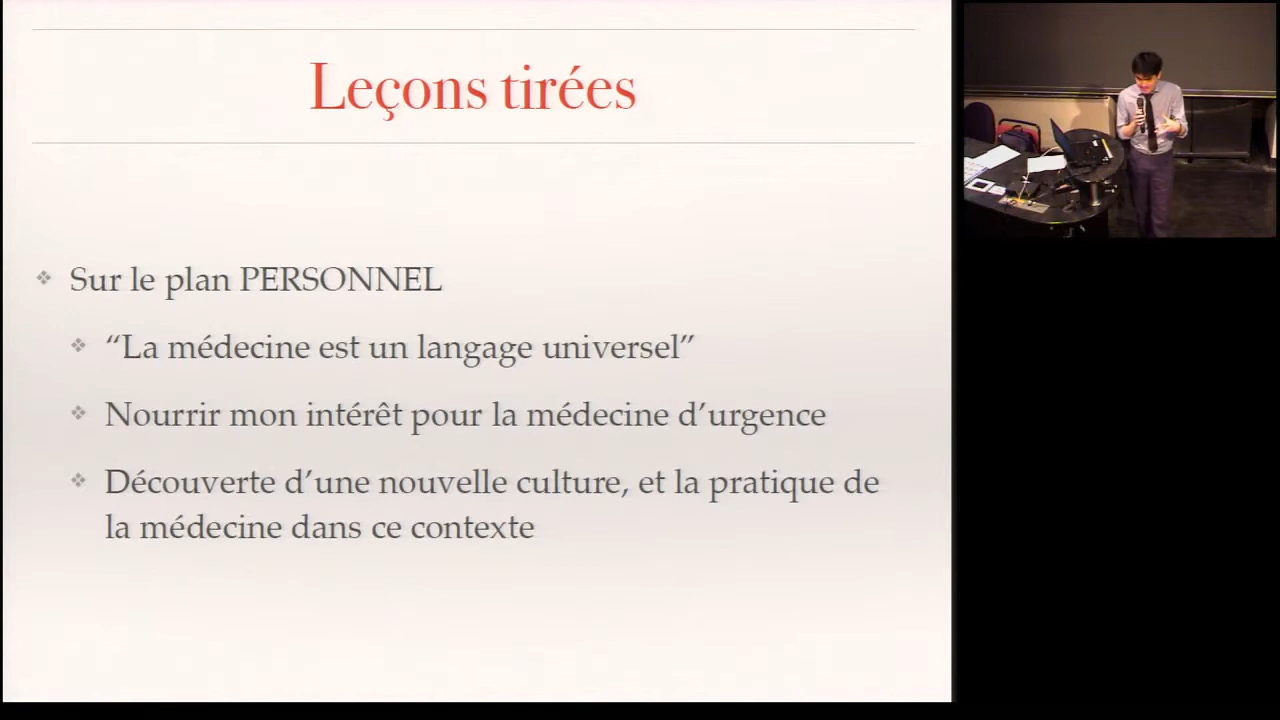 Leçons tirées
Sur le plan PERSONNEL
“La médecine est un langage universel”
Nourrir mon intérêt pour la médecine d’urgence
Découverte d’une nouvelle culture, et la pratique de
la médecine dans ce contexte